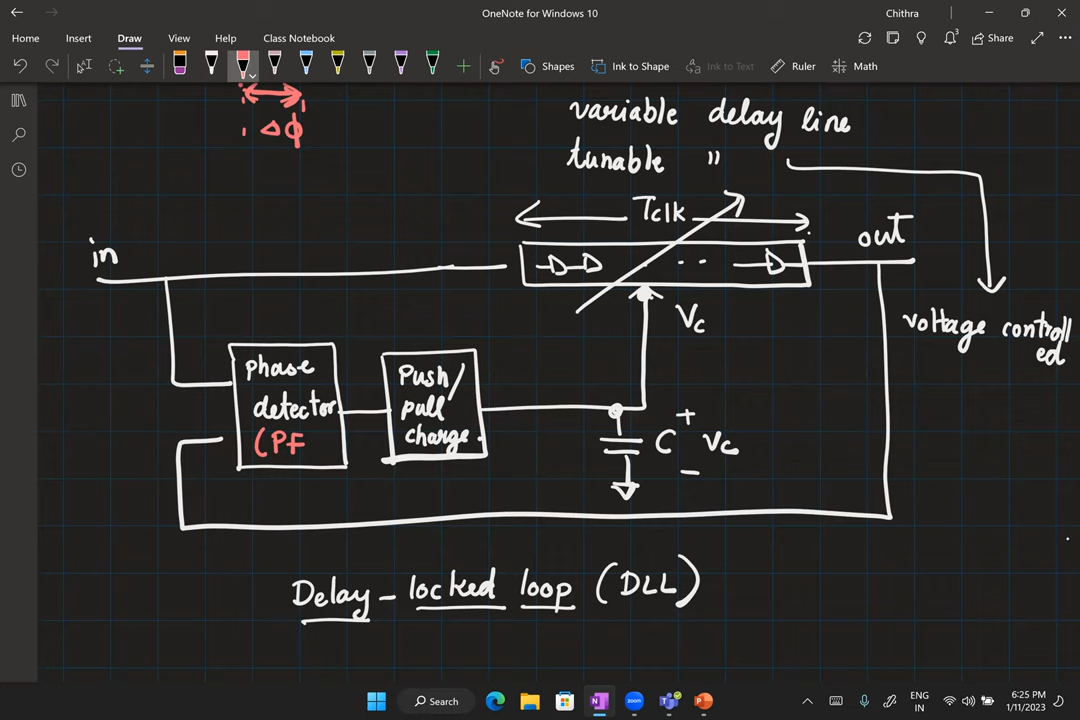 OneNote for Windows 10
Chithra
Home
Insert
Draw
View
Help
Class Notebook
Share
Shapes
Ink to Shape
Ink to Text
Ruler
Math
Δϕ
variable delay line
tunable "
Tclk
in
out
Vc
voltage controll
ed
phase
detector
(PF
Push/
pull
charge.
+
C Vc
−
Delay - locked loop (DLL)
Search
ENG
IN
6:25 PM
1/11/2023